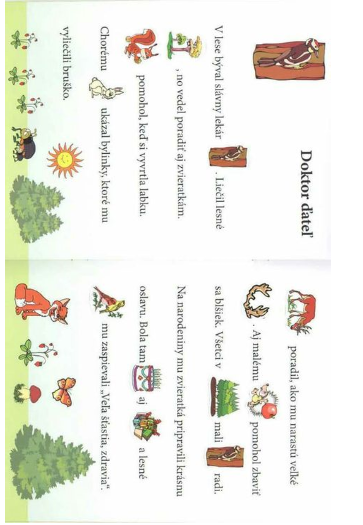 Doktor ďateľ
V lese býval slávny lekár
. Liečil lesné
, no vedel poradiť aj zvieratkám.
pomohol, keď si vyvrtla labku.
Chorému
ukázal bylinky, ktoré mu
vyliečili bruško.
poradil, ako mu narastú veľké
. Aj malému
pomohol zbaviť
sa blšiek. Všetci v
mali
radi.
Na narodeniny mu zvieratká pripravili krásnu
oslavu. Bola tam
aj
a lesné
mu zaspievali: „Veľa šťastia, zdravia“.